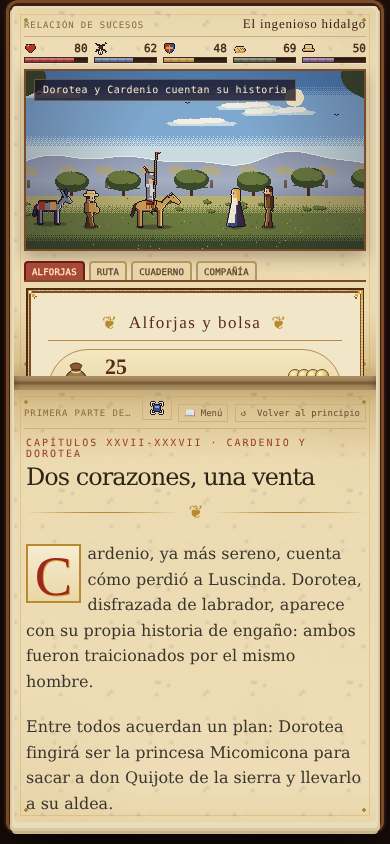 RELACIÓN DE SUCESOS El ingenioso hidalgo
80 62 48 69 50
Dorotea y Cardenio cuentan su historia
ALFORJAS RUTA CUADERNO COMPAÑÍA
Alforjas y bolsa
25
PRIMERA PARTE DE… Menú Volver al principio
CAPÍTULOS XXVII-XXXVII · CARDENIO Y
DOROTEA
Dos corazones, una venta
Cardenio, ya más sereno, cuenta
cómo perdió a Luscinda. Dorotea,
disfrazada de labrador, aparece
con su propia historia de engaño: ambos
fueron traicionados por el mismo
hombre.
Entre todos acuerdan un plan: Dorotea
fingirá ser la princesa Micomicona para
sacar a don Quijote de la sierra y llevarlo
a su aldea.